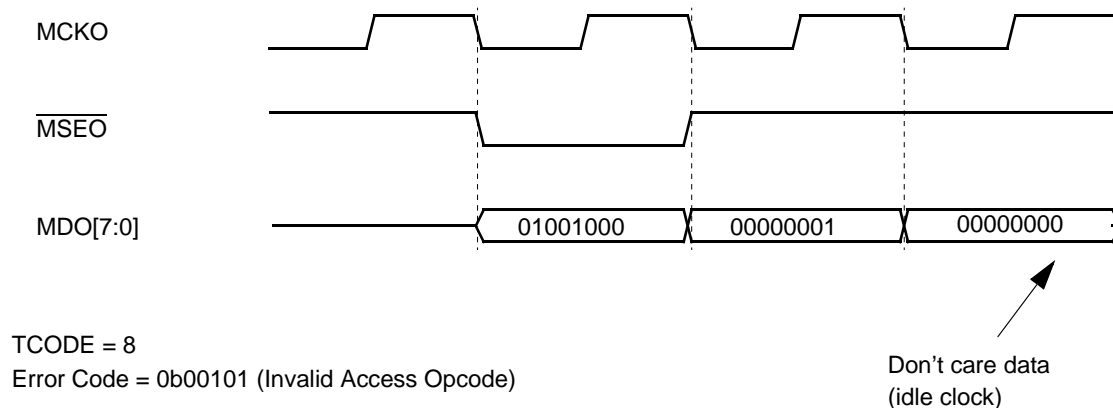 MCKO
MSEO
MDO[7:0] 01001000 00000001 00000000
TCODE = 8
Error Code = 0b00101 (Invalid Access Opcode)
Don’t care data
(idle clock)